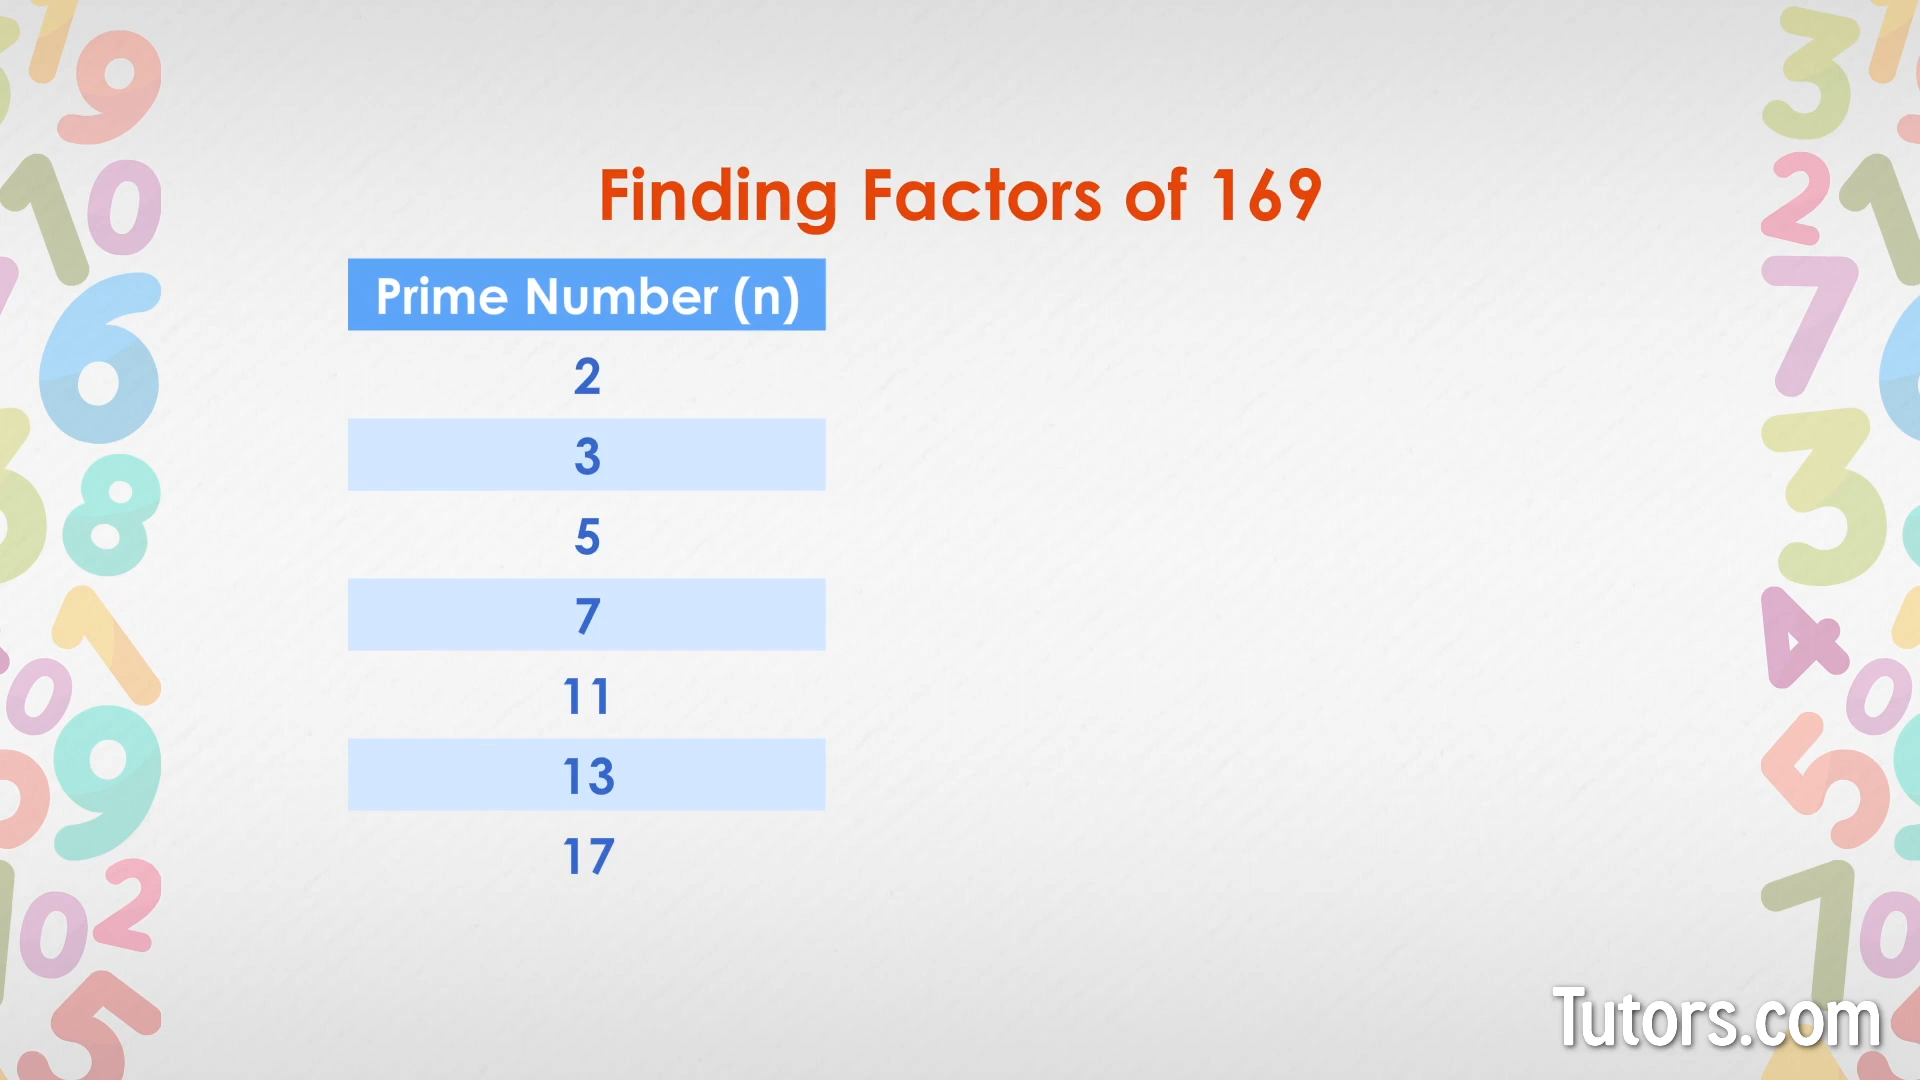 Finding Factors of 169
Prime Number (n)
2
3
5
7
11
13
17
Tutors.com